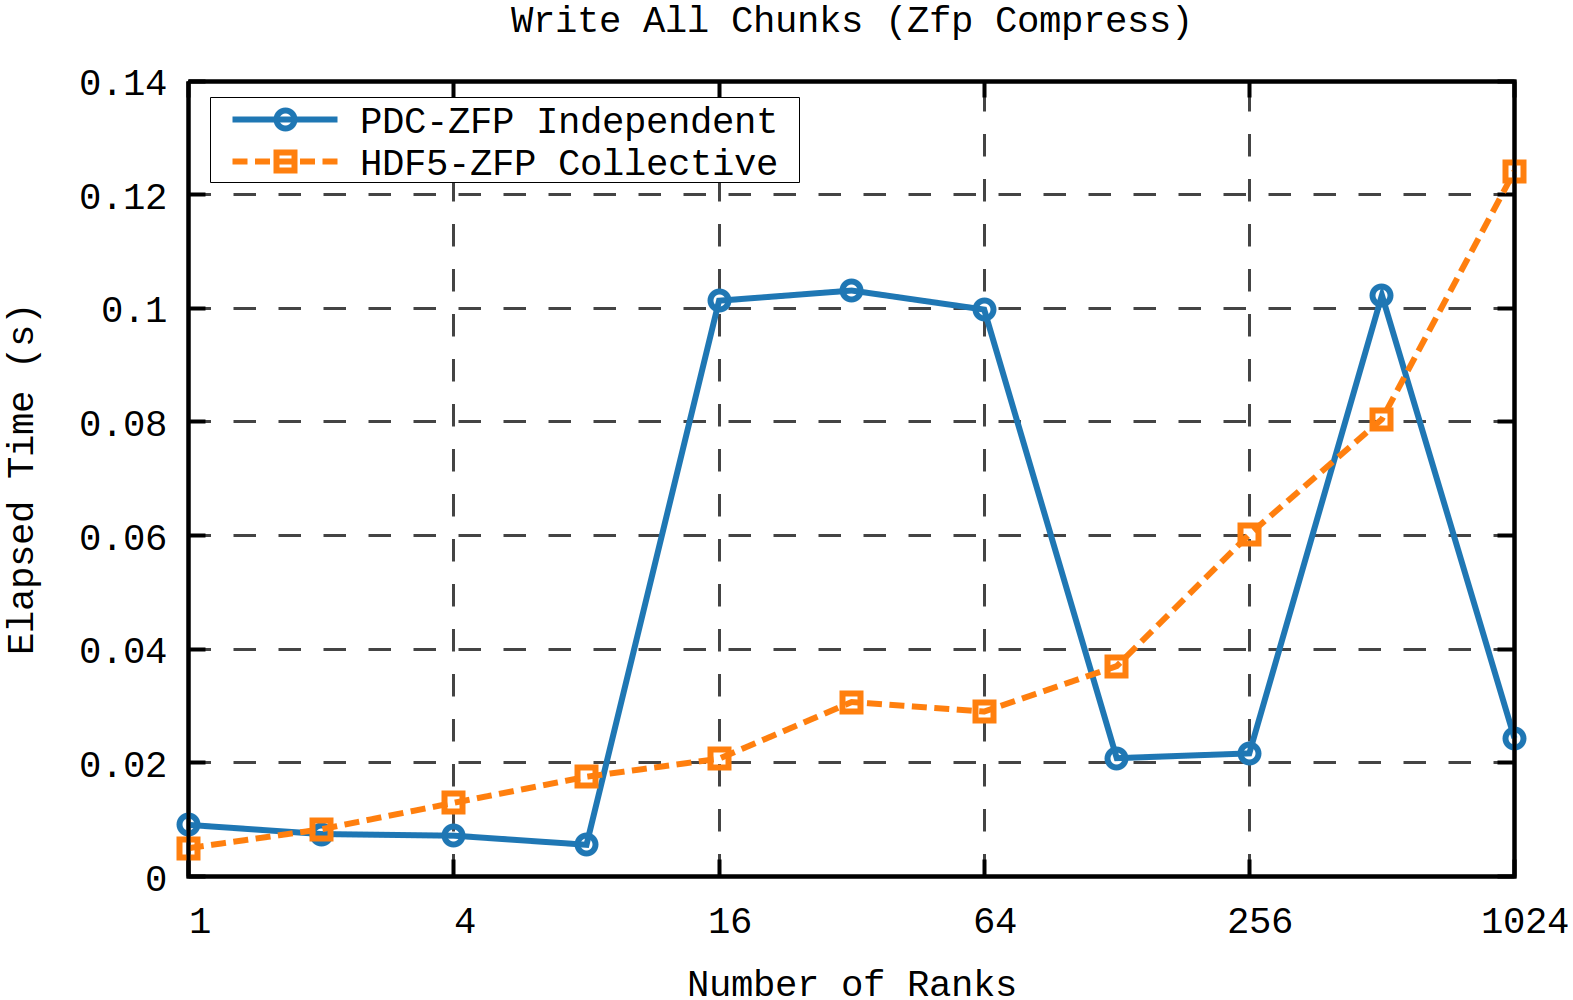 Write All Chunks (Zfp Compress)
PDC-ZFP Independent
HDF5-ZFP Collective
0.14
0.12
0.1
0.08
0.06
0.04
0.02
0
Elapsed Time (s)
1 4 16 64 256 1024
Number of Ranks